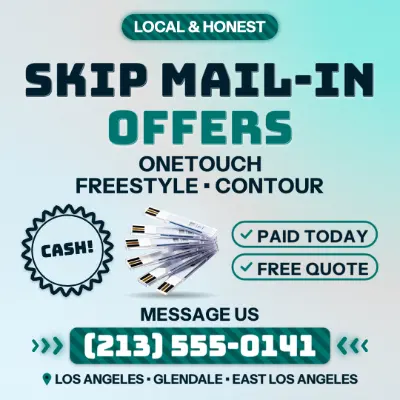 LOCAL & HONEST
SKIP MAIL-IN
OFFERS
ONETOUCH
FREESTYLE ▪ CONTOUR
CASH!
PAID TODAY
FREE QUOTE
MESSAGE US
(213) 555-0141
LOS ANGELES ▪ GLENDALE ▪ EAST LOS ANGELES